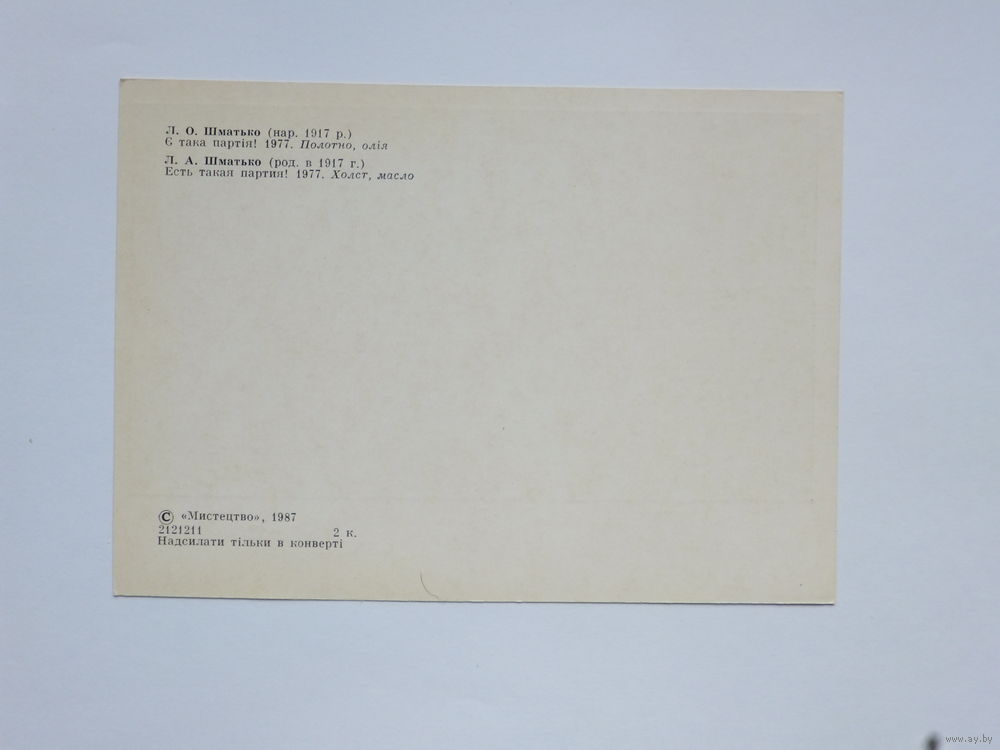 Л. О. Шматько (нар. 1917 р.)
Є така партія! 1977. Полотно, олія
Л. А. Шматько (род. в 1917 г.)
Есть такая партия! 1977. Холст, масло
© «Мистецтво», 1987
2121211 2 к.
Надсилати тільки в конверті
www.ay.by